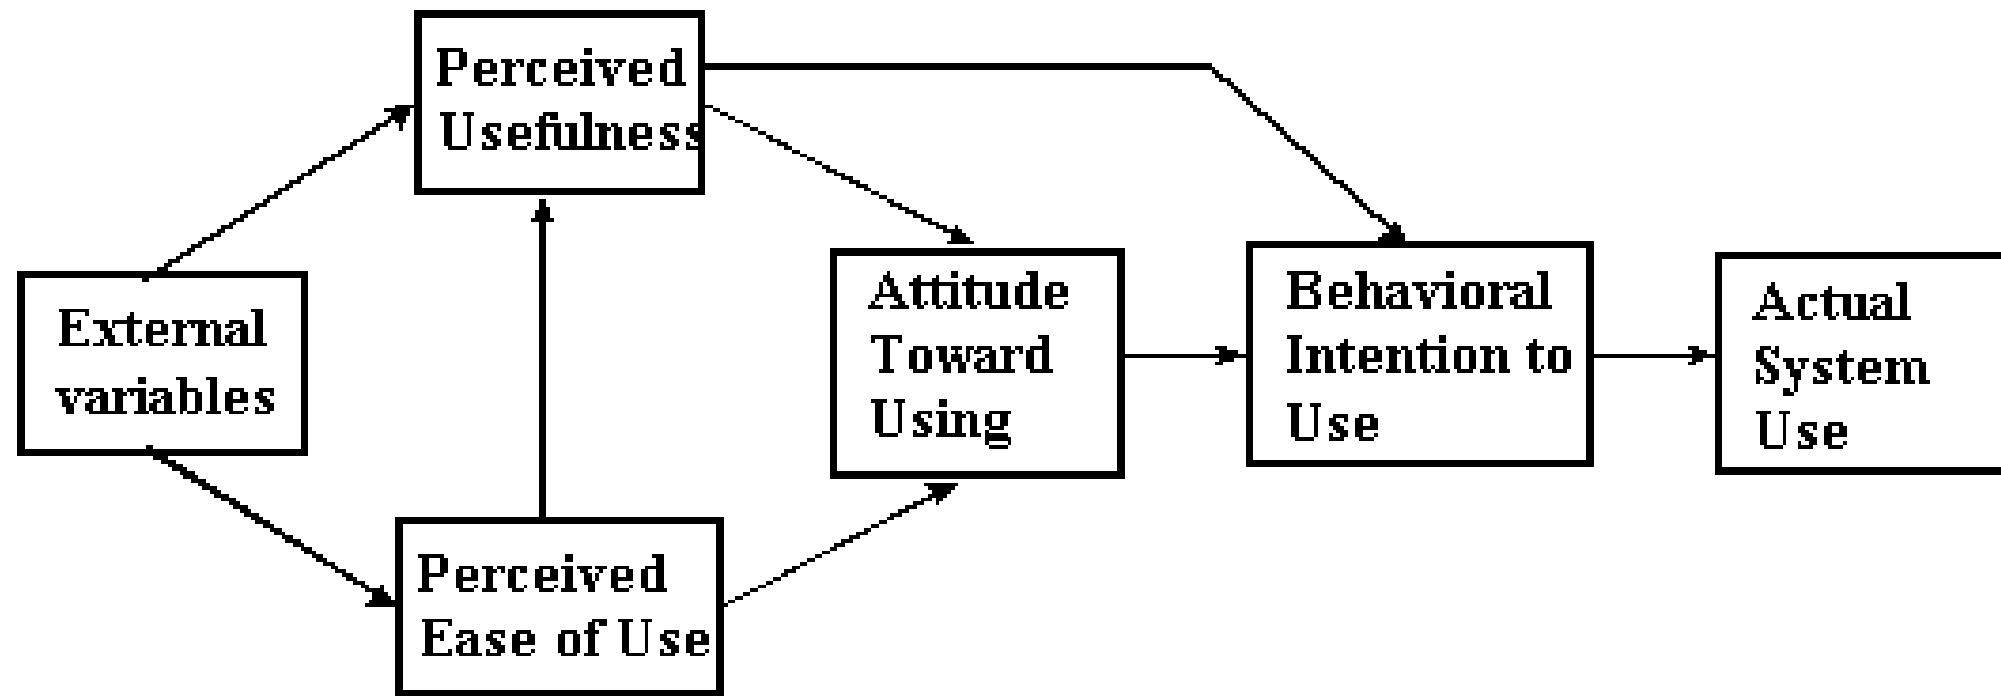 Perceived
Usefulness
External
variables
Perceived
Ease of Use
Attitude
Toward
Using
Behavioral
Intention to
Use
Actual
System
Use